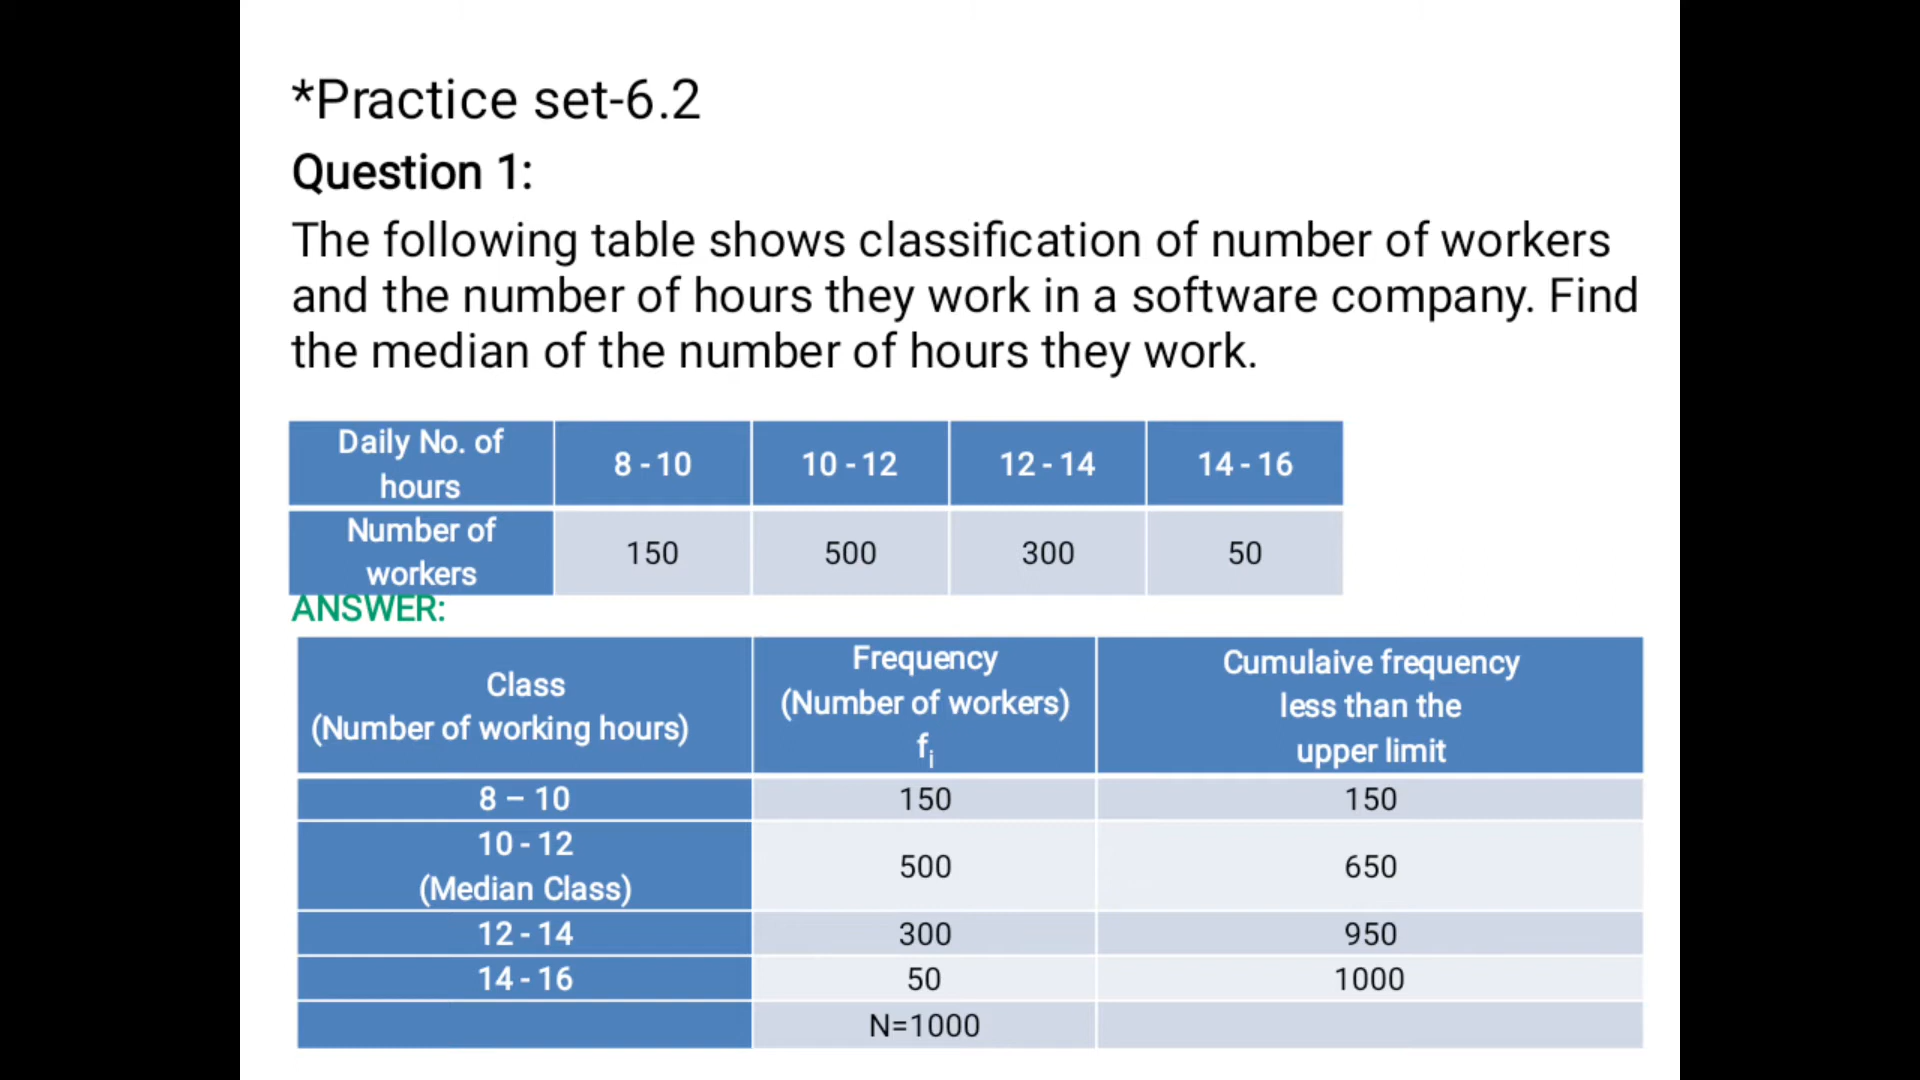 *Practice set-6.2
Question 1:
The following table shows classification of number of workers
and the number of hours they work in a software company. Find
the median of the number of hours they work.
Daily No. of
hours
8 - 10
10 - 12
12 - 14
14 - 16
Number of
workers
150
500
300
50
ANSWER:
Class
(Number of working hours)
Frequency
(Number of workers)
fi
Cumulaive frequency
less than the
upper limit
8 – 10
150
150
10 - 12
(Median Class)
500
650
12 - 14
300
950
14 - 16
50
1000
N=1000